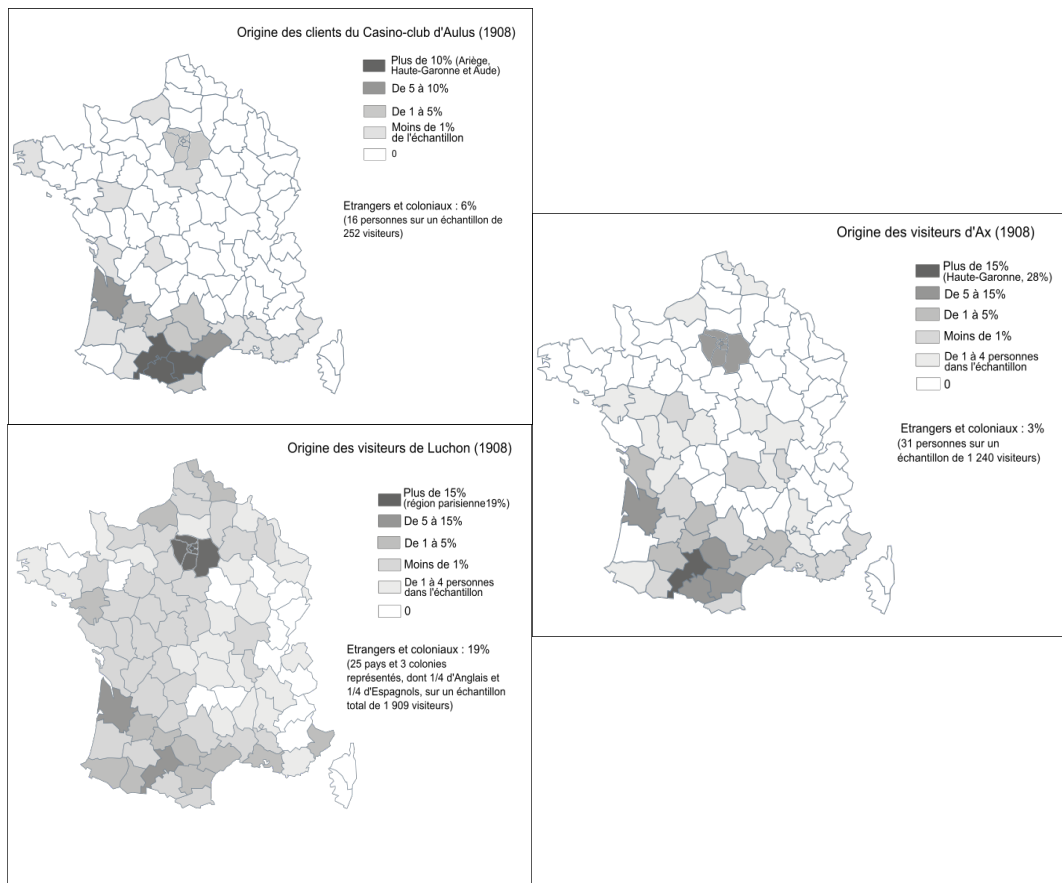 Origine des clients du Casino-club d'Aulus (1908)
Plus de 10% (Ariège,
Haute-Garonne et Aude)
De 5 à 10%
De 1 à 5%
Moins de 1%
de l'échantillon
0
Etrangers et coloniaux : 6%
(16 personnes sur un échantillon de
252 visiteurs)
Origine des visiteurs d'Ax (1908)
Plus de 15%
(Haute-Garonne, 28%)
De 5 à 15%
De 1 à 5%
Moins de 1%
De 1 à 4 personnes
dans l'échantillon
0
Etrangers et coloniaux : 3%
(31 personnes sur un
échantillon de 1 240 visiteurs)
Origine des visiteurs de Luchon (1908)
Plus de 15%
(région parisienne19%)
De 5 à 15%
De 1 à 5%
Moins de 1%
De 1 à 4 personnes
dans l'échantillon
0
Etrangers et coloniaux : 19%
(25 pays et 3 colonies
représentés, dont 1/4 d'Anglais et
1/4 d'Espagnols, sur un échantillon
total de 1 909 visiteurs)